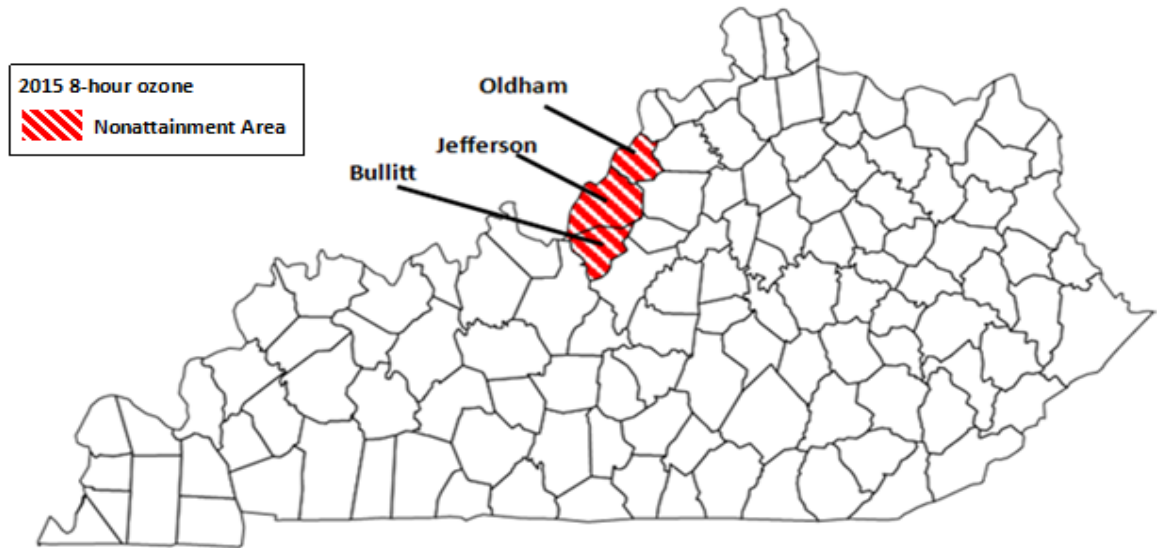 2015 8-hour ozone
Nonattainment Area
Oldham
Jefferson
Bullitt